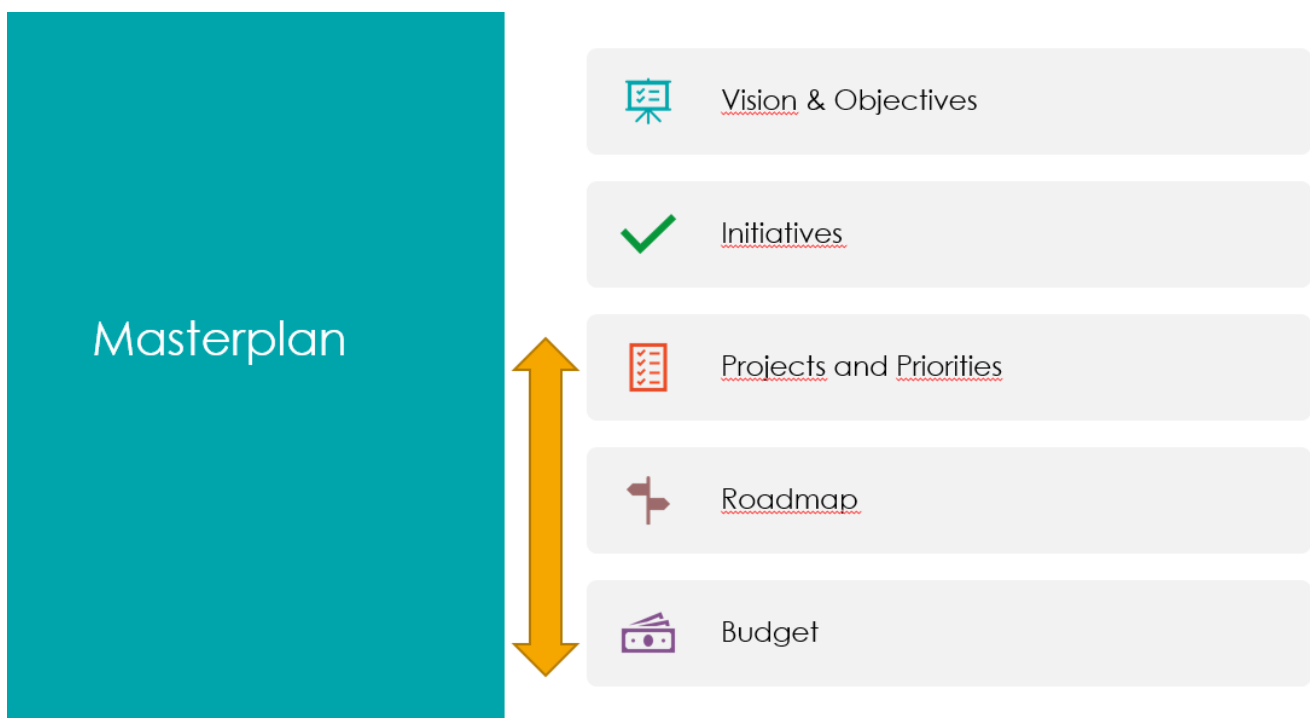 Masterplan
Vision & Objectives
Initiatives
Projects and Priorities
Roadmap
Budget